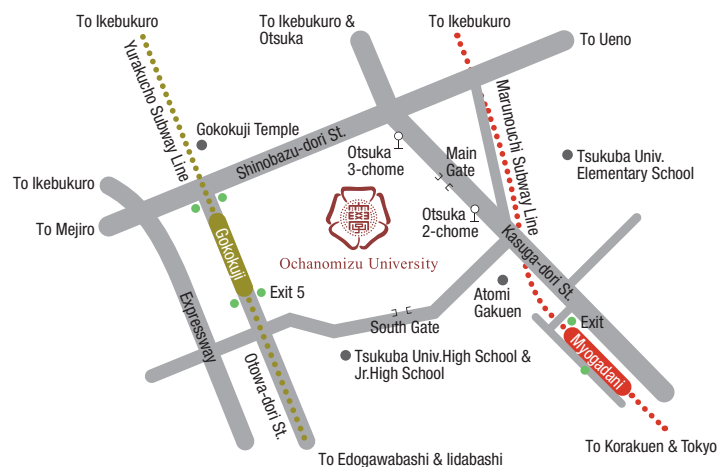 To Ikebukuro
To Ikebukuro &
Otsuka
To Ikebukuro
To Ueno
Yurakucho Subway Line
Marunouchi Subway Line
Gokokuji Temple
Shinobazu-dori St.
Otsuka
3-chome
Main
Gate
Tsukuba Univ.
Elementary School
To Ikebukuro
To Mejiro
Otsuka
2-chome
Gokokuji
Ochanomizu University
Kasuga-dori St.
Expressway
Exit 5
Atomi
Gakuen
South Gate
Exit
Myogadani
Otowa-dori St.
Tsukuba Univ.High School &
Jr.High School
To Korakuen & Tokyo
To Edogawabashi & Iidabashi